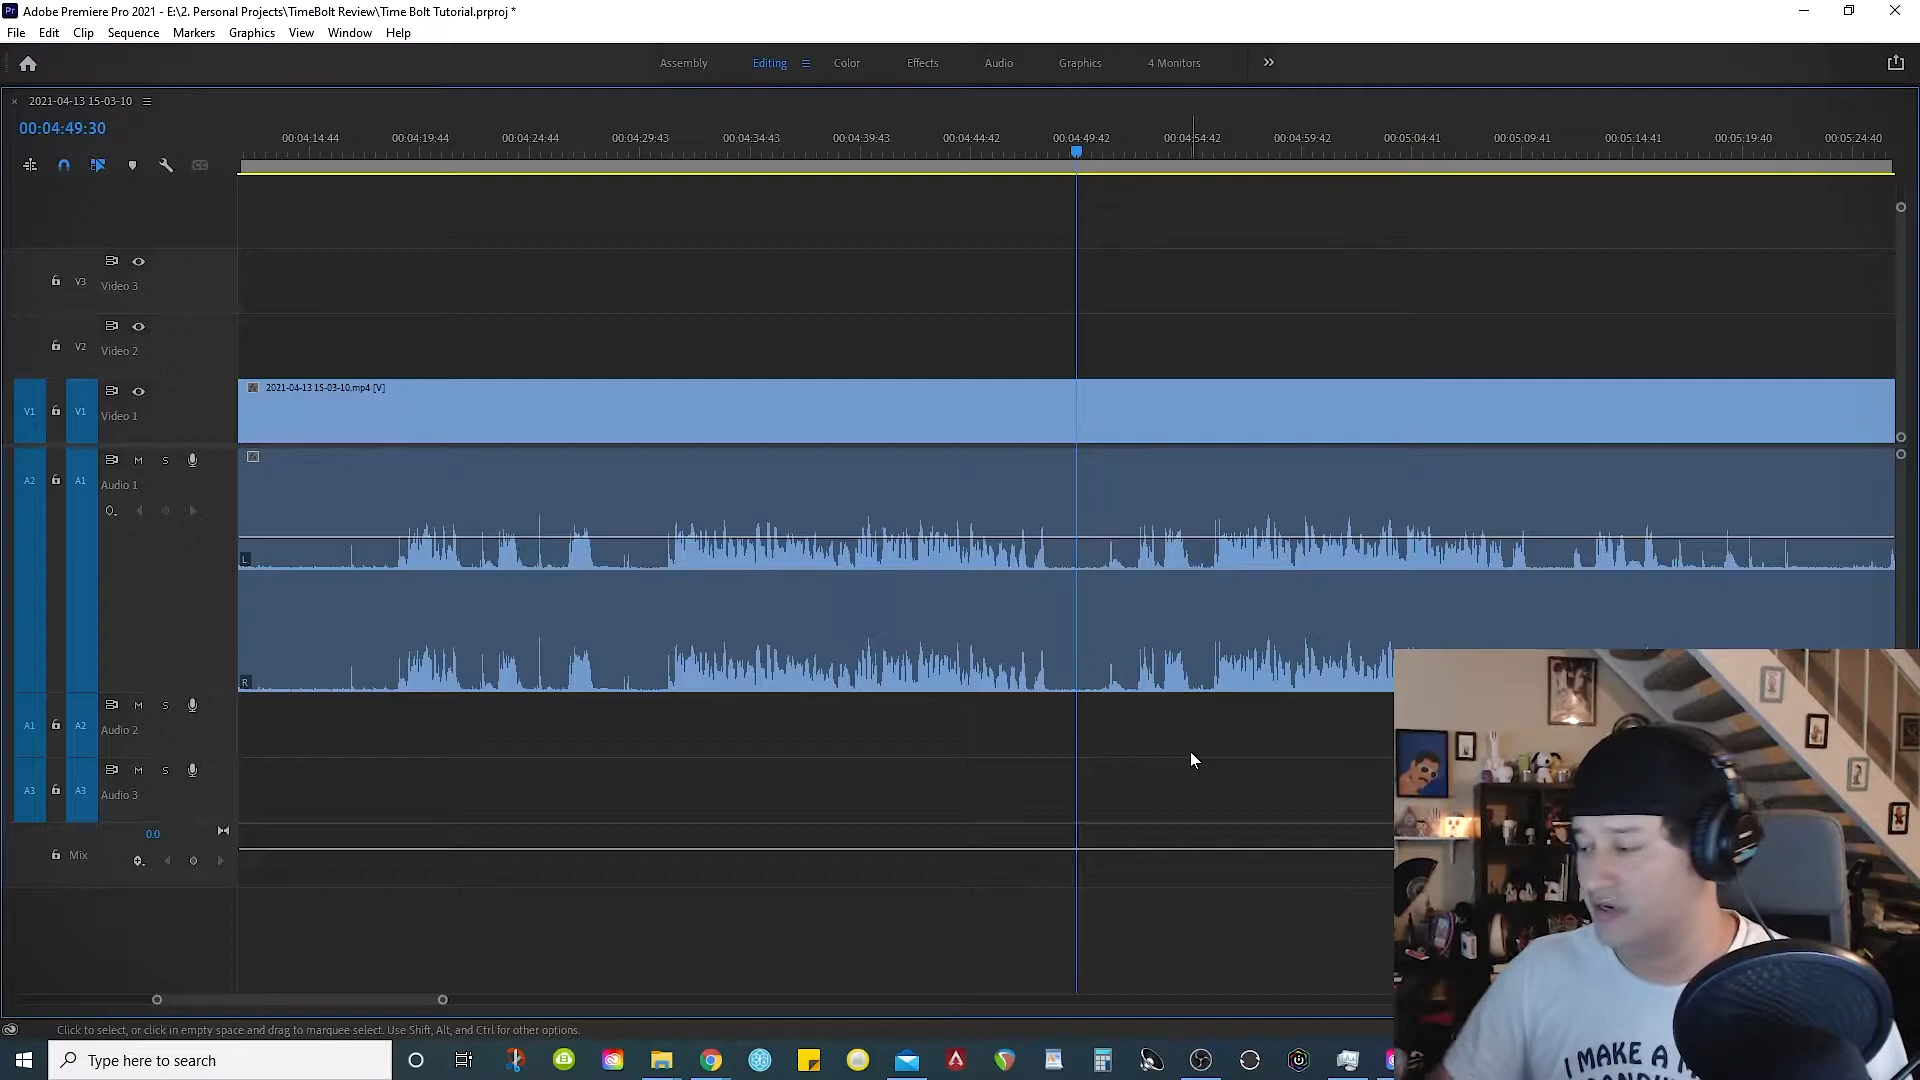 Pr Adobe Premiere Pro 2021 - E:\2. Personal Projects\TimeBolt Review\Time Bolt Tutorial.prproj *
File Edit Clip Sequence Markers Graphics View Window Help
Assembly Editing Color Effects Audio Graphics 4 Monitors
× 2021-04-13 15-03-10
00:04:49:30
00:04:14:44 00:04:19:44 00:04:24:44 00:04:29:43 00:04:34:43 00:04:39:43 00:04:44:42 00:04:49:42 00:04:54:42 00:04:59:42 00:05:04:41 00:05:09:41 00:05:14:41 00:05:19:40 00:05:24:40
V3 Video 3
V2 Video 2
2021-04-13 15-03-10.mp4 [V]
V1 V1 Video 1
M S
A2 A1 Audio 1
L
R
M S
A1 A2 Audio 2
M S
A3 A3 Audio 3
0.0
Mix
Click to select, or click in empty space and drag to marquee select. Use Shift, Alt, and Ctrl for other options.
Type here to search
I MAKE A